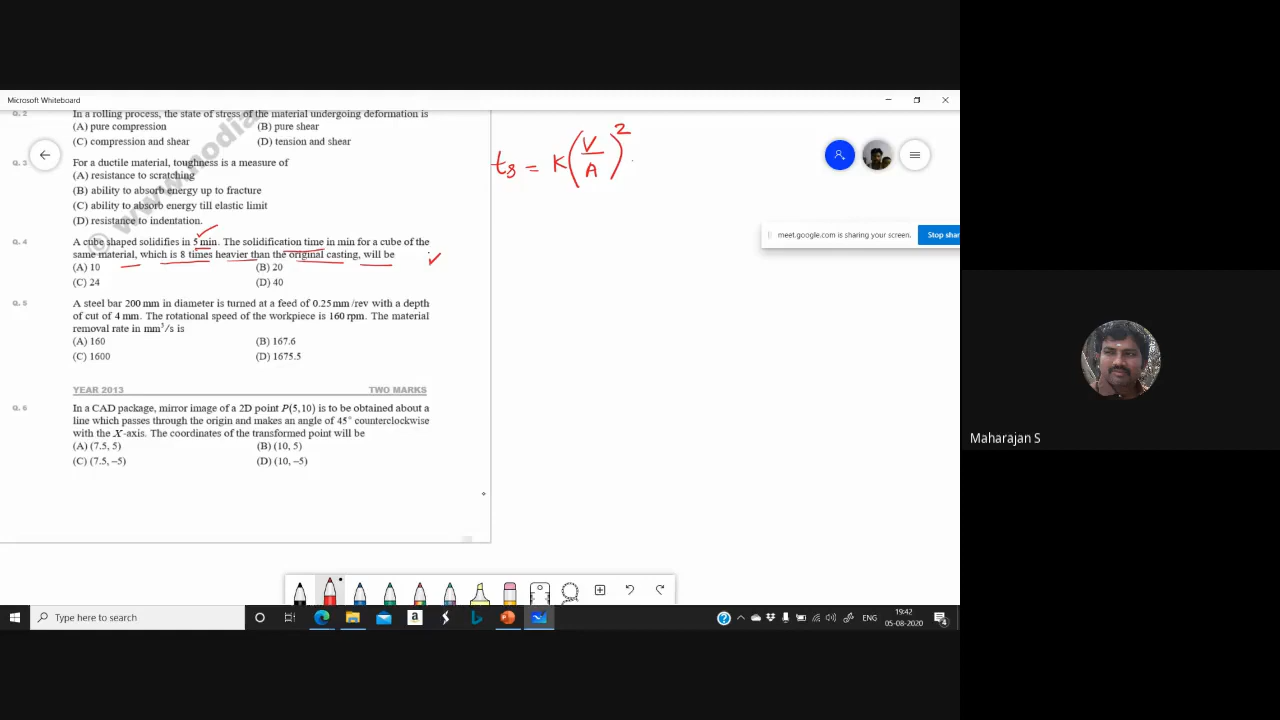 Microsoft Whiteboard
Q. 2
In a rolling process, the state of stress of the material undergoing deformation is
(A) pure compression (B) pure shear
(C) compression and shear (D) tension and shear
Q. 3
For a ductile material, toughness is a measure of
(A) resistance to scratching
(B) ability to absorb energy up to fracture
(C) ability to absorb energy till elastic limit
(D) resistance to indentation.
Q. 4
A cube shaped solidifies in 5 min. The solidification time in min for a cube of the
same material, which is 8 times heavier than the original casting, will be
(A) 10 (B) 20
(C) 24 (D) 40
Q. 5
A steel bar 200 mm in diameter is turned at a feed of 0.25 mm/rev with a depth
of cut of 4 mm. The rotational speed of the workpiece is 160 rpm. The material
removal rate in mm³/s is
(A) 160 (B) 167.6
(C) 1600 (D) 1675.5
YEAR 2013 TWO MARKS
Q. 6
In a CAD package, mirror image of a 2D point P(5,10) is to be obtained about a
line which passes through the origin and makes an angle of 45° counterclockwise
with the X-axis. The coordinates of the transformed point will be
(A) (7.5, 5) (B) (10, 5)
(C) (7.5, −5) (D) (10, −5)
© www.nodia
ts = K(V/A)²
meet.google.com is sharing your screen. Stop shar
Maharajan S
Type here to search
ENG
19:42
05-08-2020
4